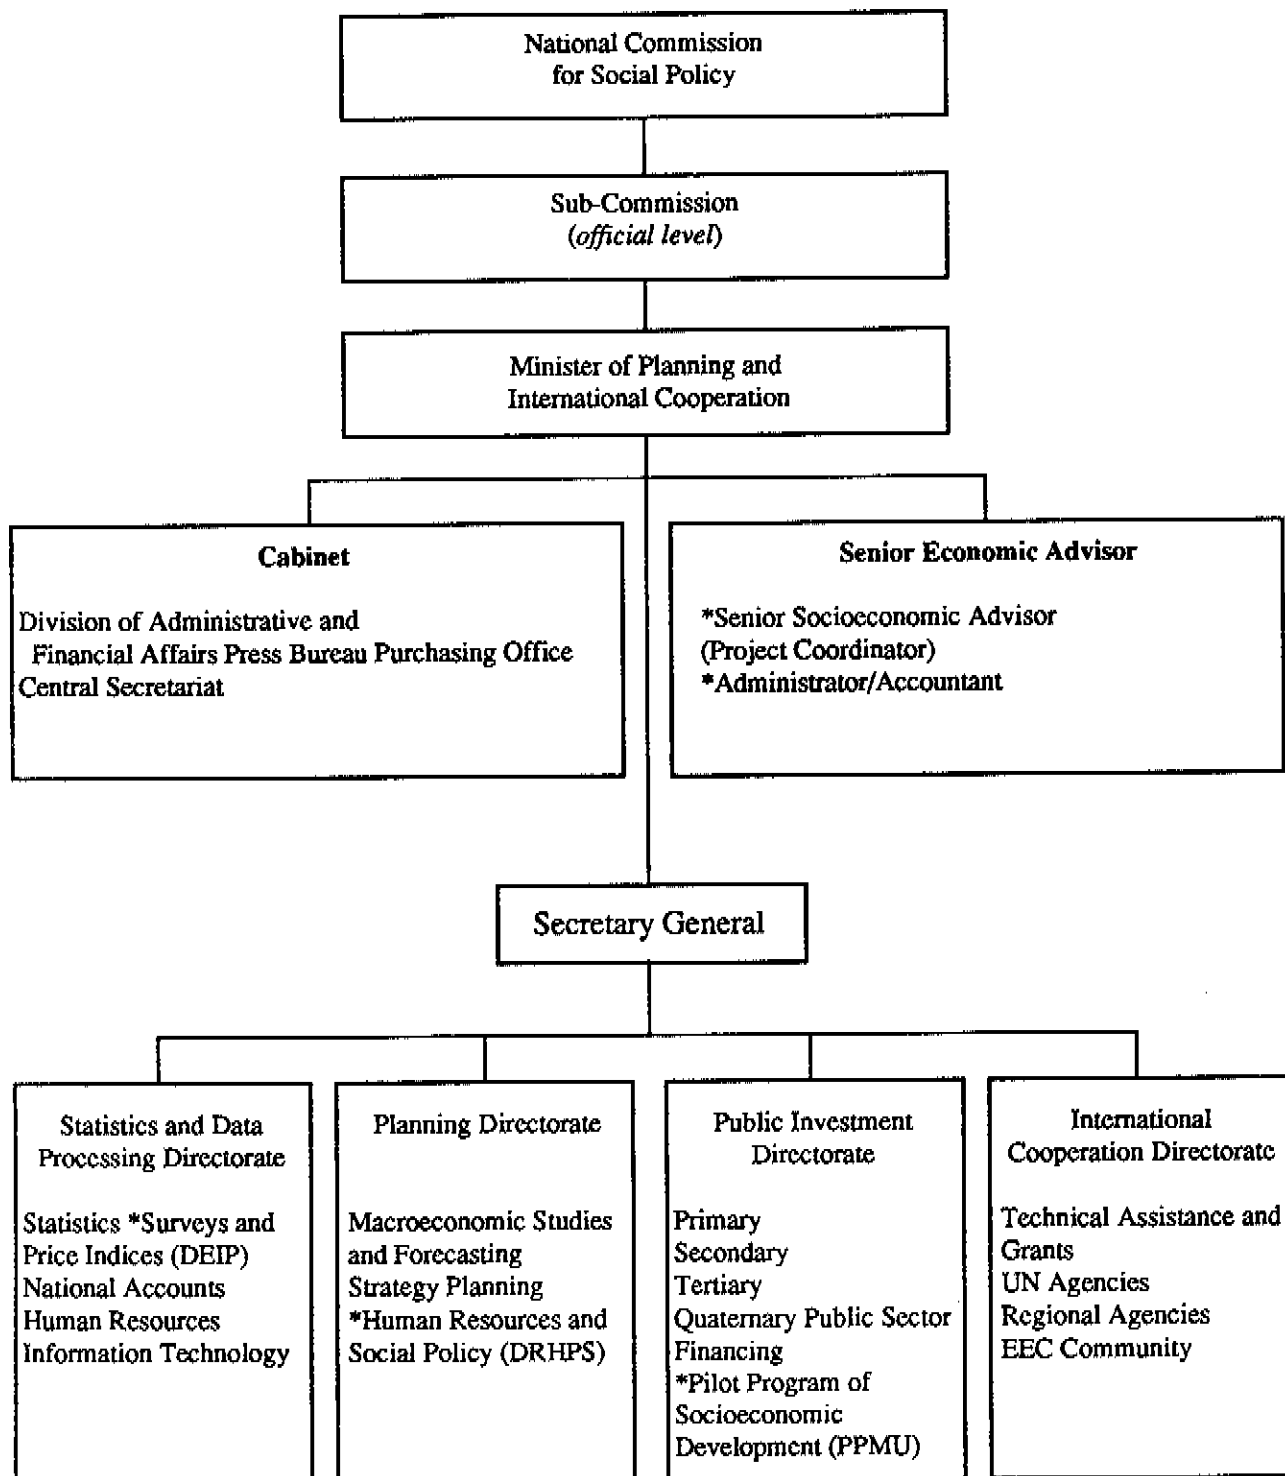 National Commission
for Social Policy
Sub-Commission
(official level)
Minister of Planning and
International Cooperation
Cabinet
Division of Administrative and
Financial Affairs Press Bureau Purchasing Office
Central Secretariat
Senior Economic Advisor
*Senior Socioeconomic Advisor
(Project Coordinator)
*Administrator/Accountant
Secretary General
Statistics and Data
Processing Directorate
Statistics *Surveys and
Price Indices (DEIP)
National Accounts
Human Resources
Information Technology
Planning Directorate
Macroeconomic Studies
and Forecasting
Strategy Planning
*Human Resources and
Social Policy (DRHPS)
Public Investment
Directorate
Primary
Secondary
Tertiary
Quaternary Public Sector
Financing
*Pilot Program of
Socioeconomic
Development (PPMU)
International
Cooperation Directorate
Technical Assistance and
Grants
UN Agencies
Regional Agencies
EEC Community